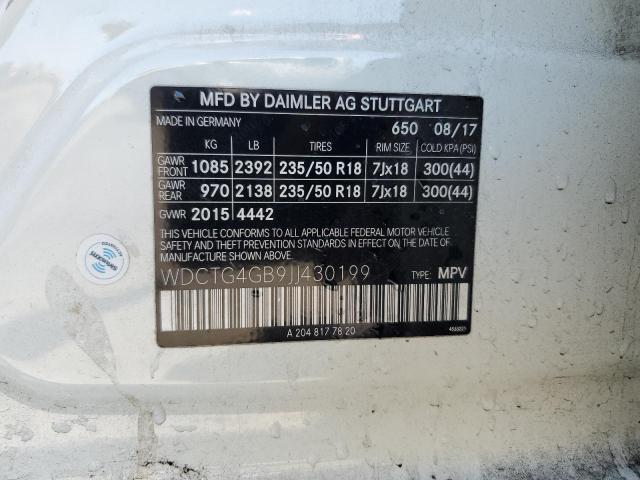 MFD BY DAIMLER AG STUTTGART
MADE IN GERMANY 650 08/17
KG LB TIRES RIM SIZE COLD KPA (PSI)
GAWR FRONT 1085 2392 235/50 R18 7Jx18 300(44)
GAWR REAR 970 2138 235/50 R18 7Jx18 300(44)
GVWR 2015 4442
THIS VEHICLE CONFORMS TO ALL APPLICABLE FEDERAL MOTOR VEHICLE
SAFETY, BUMPER, AND THEFT PREVENTION STANDARDS IN EFFECT ON THE DATE OF
MANUFACTURE SHOWN ABOVE.
WDCTG4GB9JJ430199 TYPE: MPV
A 204 817 78 20